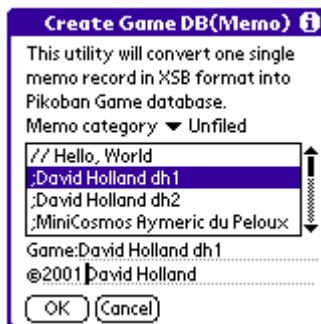 Create Game DB(Memo) i
This utility will convert one single
memo record in XSB format into
Pikoban Game database.
Memo category ▼ Unfiled
// Hello, World
;David Holland dh1
;David Holland dh2
;MiniCosmos Aymeric du Peloux
Game:David Holland dh1
©2001 David Holland
OK Cancel